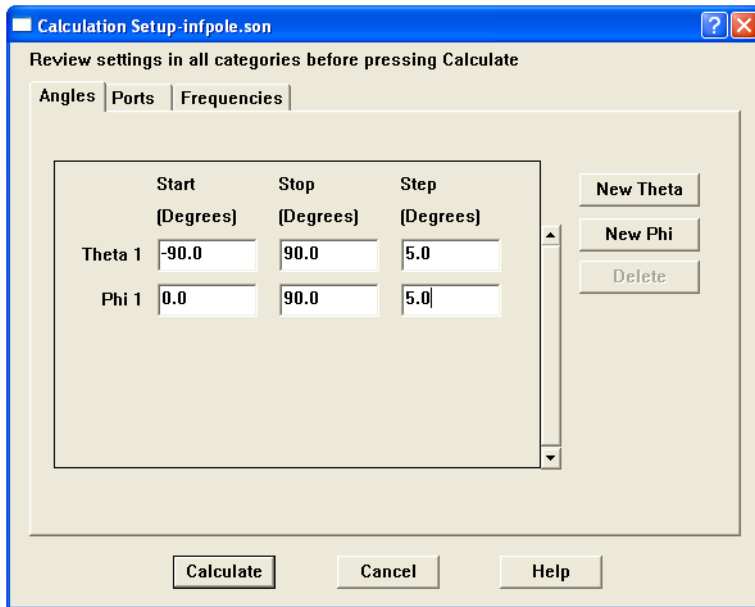 Calculation Setup-infpole.son
Review settings in all categories before pressing Calculate
Angles Ports Frequencies
Start Stop Step
(Degrees) (Degrees) (Degrees)
Theta 1 -90.0 90.0 5.0
Phi 1 0.0 90.0 5.0
New Theta
New Phi
Delete
Calculate Cancel Help